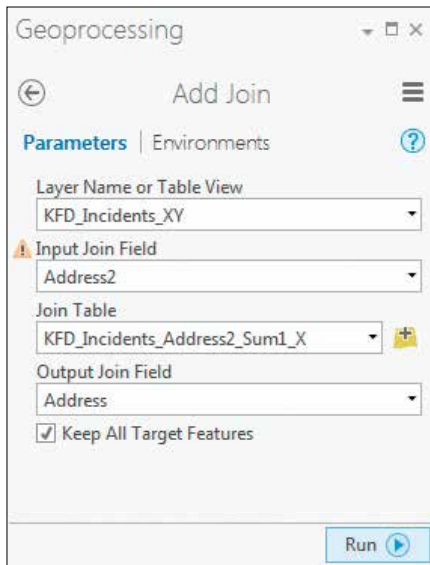 Geoprocessing
Add Join
Parameters | Environments
Layer Name or Table View
KFD_Incidents_XY
Input Join Field
Address2
Join Table
KFD_Incidents_Address2_Sum1_X
Output Join Field
Address
Keep All Target Features
Run